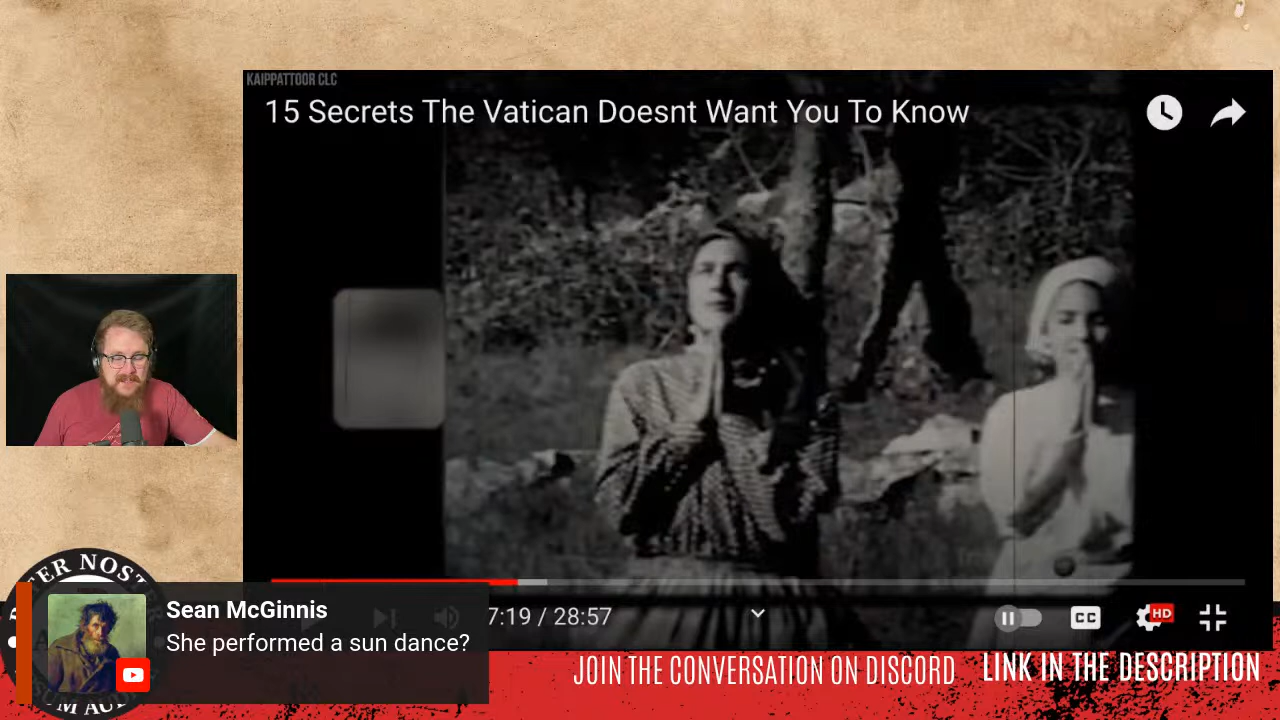 KAIPPATTOOR CLC
15 Secrets The Vatican Doesnt Want You To Know
7:19 / 28:57
CC
HD
Sean McGinnis
She performed a sun dance?
JOIN THE CONVERSATION ON DISCORD
LINK IN THE DESCRIPTION